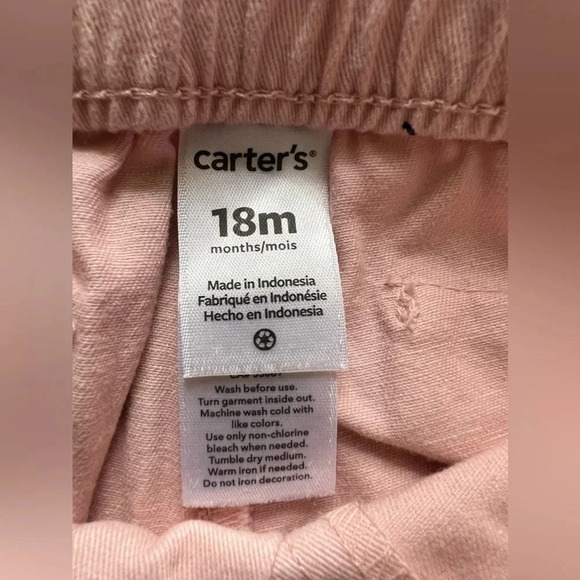 carter's®
18m
months/mois
Made in Indonesia
Fabriqué en Indonésie
Hecho en Indonesia
Wash before use.
Turn garment inside out.
Machine wash cold with
like colors.
Use only non-chlorine
bleach when needed.
Tumble dry medium.
Warm iron if needed.
Do not iron decoration.